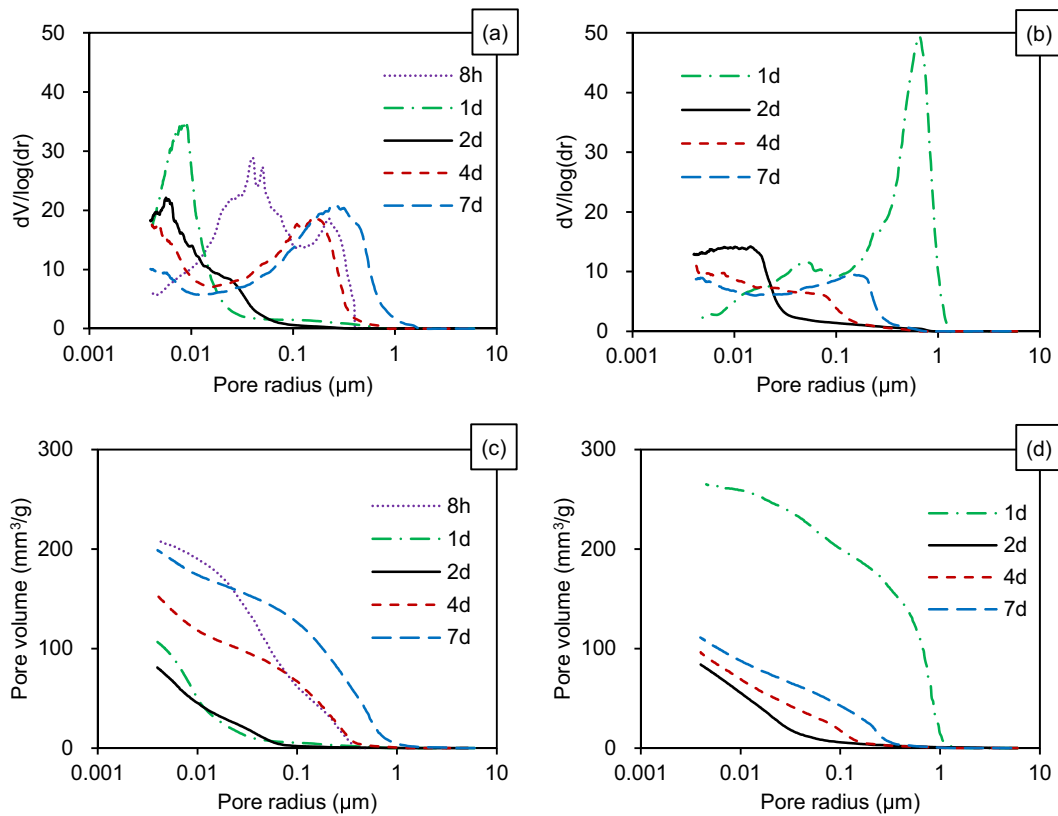 (a)
50
40
30
20
10
0
dV/log(dr)
8h
1d
2d
4d
7d
0.001 0.01 0.1 1 10
Pore radius (µm)
(b)
50
40
30
20
10
0
dV/log(dr)
1d
2d
4d
7d
0.001 0.01 0.1 1 10
Pore radius (µm)
(c)
300
200
100
0
Pore volume (mm³/g)
8h
1d
2d
4d
7d
0.001 0.01 0.1 1 10
Pore radius (µm)
(d)
300
200
100
0
Pore volume (mm³/g)
1d
2d
4d
7d
0.001 0.01 0.1 1 10
Pore radius (µm)